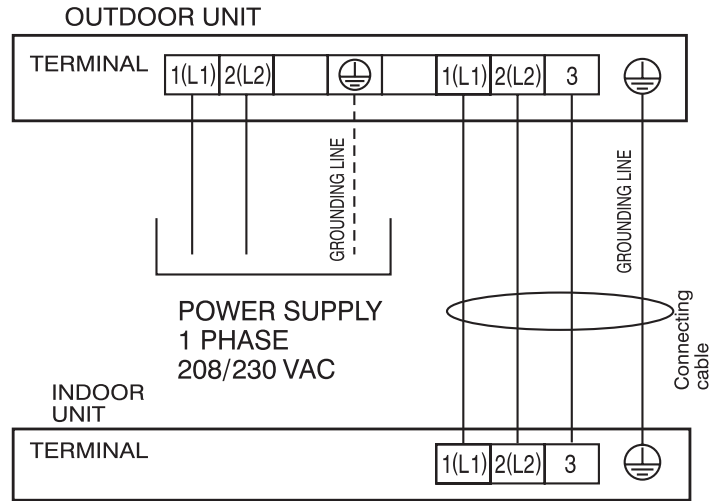 OUTDOOR UNIT
TERMINAL
1(L1) 2(L2) 1(L1) 2(L2) 3
GROUNDING LINE
GROUNDING LINE
POWER SUPPLY
1 PHASE
208/230 VAC
Connecting
cable
INDOOR
UNIT
TERMINAL
1(L1) 2(L2) 3